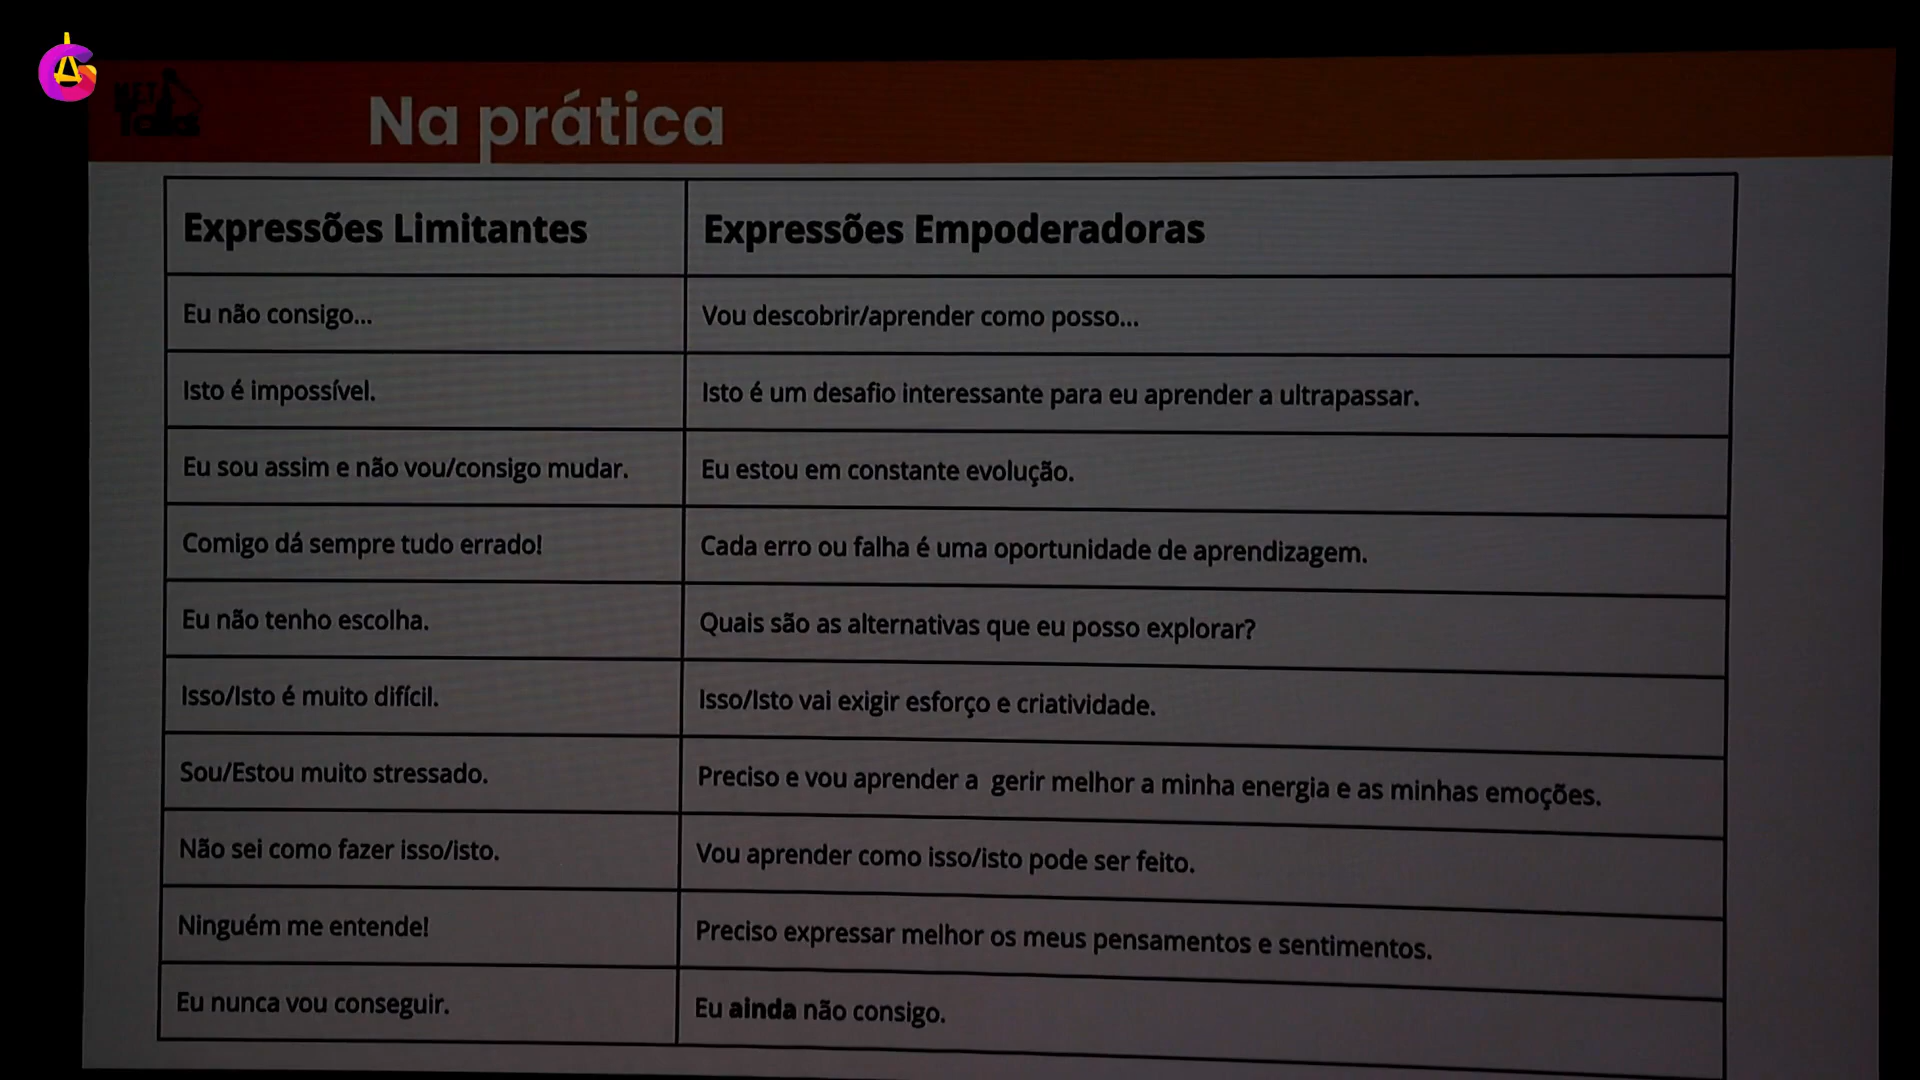 Na prática
Expressões Limitantes
Expressões Empoderadoras
Eu não consigo...
Vou descobrir/aprender como posso...
Isto é impossível.
Isto é um desafio interessante para eu aprender a ultrapassar.
Eu sou assim e não vou/consigo mudar.
Eu estou em constante evolução.
Comigo dá sempre tudo errado!
Cada erro ou falha é uma oportunidade de aprendizagem.
Eu não tenho escolha.
Quais são as alternativas que eu posso explorar?
Isso/Isto é muito difícil.
Isso/Isto vai exigir esforço e criatividade.
Sou/Estou muito stressado.
Preciso e vou aprender a gerir melhor a minha energia e as minhas emoções.
Não sei como fazer isso/isto.
Vou aprender como isso/isto pode ser feito.
Ninguém me entende!
Preciso expressar melhor os meus pensamentos e sentimentos.
Eu nunca vou conseguir.
Eu ainda não consigo.